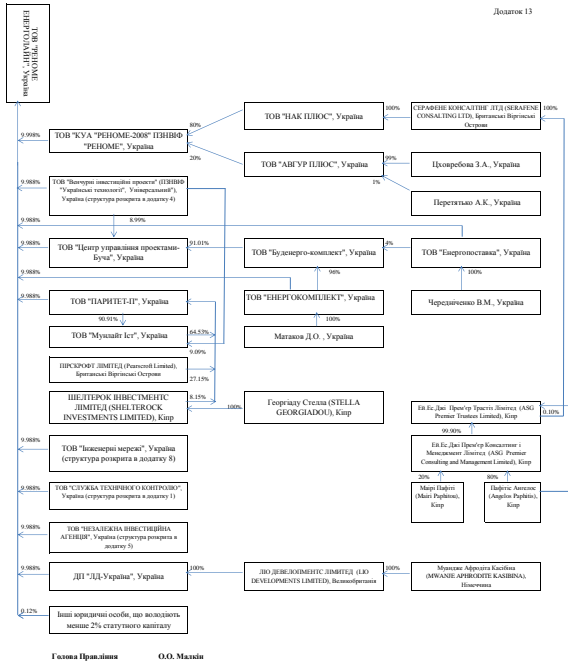 Додаток 13
ТОВ "РЕНОМЕ
ЕНЕРГОЛАЙН", Україна
9.998%
ТОВ "КУА "РЕНОМЕ-2008" ПЗНВІФ
"РЕНОМЕ", Україна
80%
20%
ТОВ "НАК ПЛЮС", Україна
100%
СЕРАФЕНЕ КОНСАЛТІНГ ЛТД (SERAFENE
CONSALTING LTD), Британські Віргінські
Острови
100%
ТОВ "АВГУР ПЛЮС", Україна
99%
1%
Цховребова З.А., Україна
Перетятько А.К., Україна
9.988%
ТОВ "Венчурні інвестиційні проекти" (ПЗНВІФ
"Українські технології", Універсальний"),
Україна (структура розкрита в додатку 4)
9.988%
8.99%
9.988%
ТОВ "Центр управління проектами-
Буча", Україна
91.01%
ТОВ "Буденерго-комплект", Україна
4%
ТОВ "Енергопоставка", Україна
9.988%
96%
100%
9.988%
ТОВ "ПАРИТЕТ-П", Україна
ТОВ "ЕНЕРГОКОМПЛЕКТ", Україна
Чередніченко В.М., Україна
90.91%
100%
ТОВ "Мунлайт Іст", Україна
64.53%
Матаков Д.О. , Україна
9.09%
ПІРСКРОФТ ЛІМІТЕД (Pearscroft Limited),
Британські Віргінські Острови
27.15%
ШЕЛТЕРОК ІНВЕСТМЕНТС
ЛІМІТЕД (SHELTEROCK
INVESTMENTS LIMITED), Кіпр
8.15%
100%
Георгіаду Стелла (STELLA
GEORGIADOU), Кіпр
Ей.Ес.Джі Прем'єр Трастіз Лімітед (ASG
Premier Trustees Limited), Кіпр
0.10%
99.90%
9.988%
ТОВ "Інженерні мережі", Україна
(структура розкрита в додатку 8)
Ей.Ес.Джі Прем'єр Консалтинг і
Менеджмент Лімітед (ASG Premier
Consulting and Management Limited), Кіпр
20%
80%
9.988%
ТОВ "СЛУЖБА ТЕХНІЧНОГО КОНТРОЛЮ",
Україна (структура розкрита в додатку 1)
Маірі Пафіті
(Mairi Paphitou),
Кіпр
Пафітіс Ангелос
(Angelos Paphitis),
Кіпр
9.988%
ТОВ "НЕЗАЛЕЖНА ІНВЕСТИЦІЙНА
АГЕНЦІЯ", Україна (структура розкрита в
додатку 5)
9.988%
ДП "ЛД-Україна", Україна
100%
ЛІО ДЕВЕЛОПМЕНТС ЛІМІТЕД (LIO
DEVELOPMENTS LIMITED), Великобританія
100%
Муандже Афродіта Касібіна
(MWANIE APHRODITE KASIBINA),
Німеччина
0.12%
Інші юридичні особи, що володіють
менше 2% статутного капіталу
Голова Правління О.О. Малкін